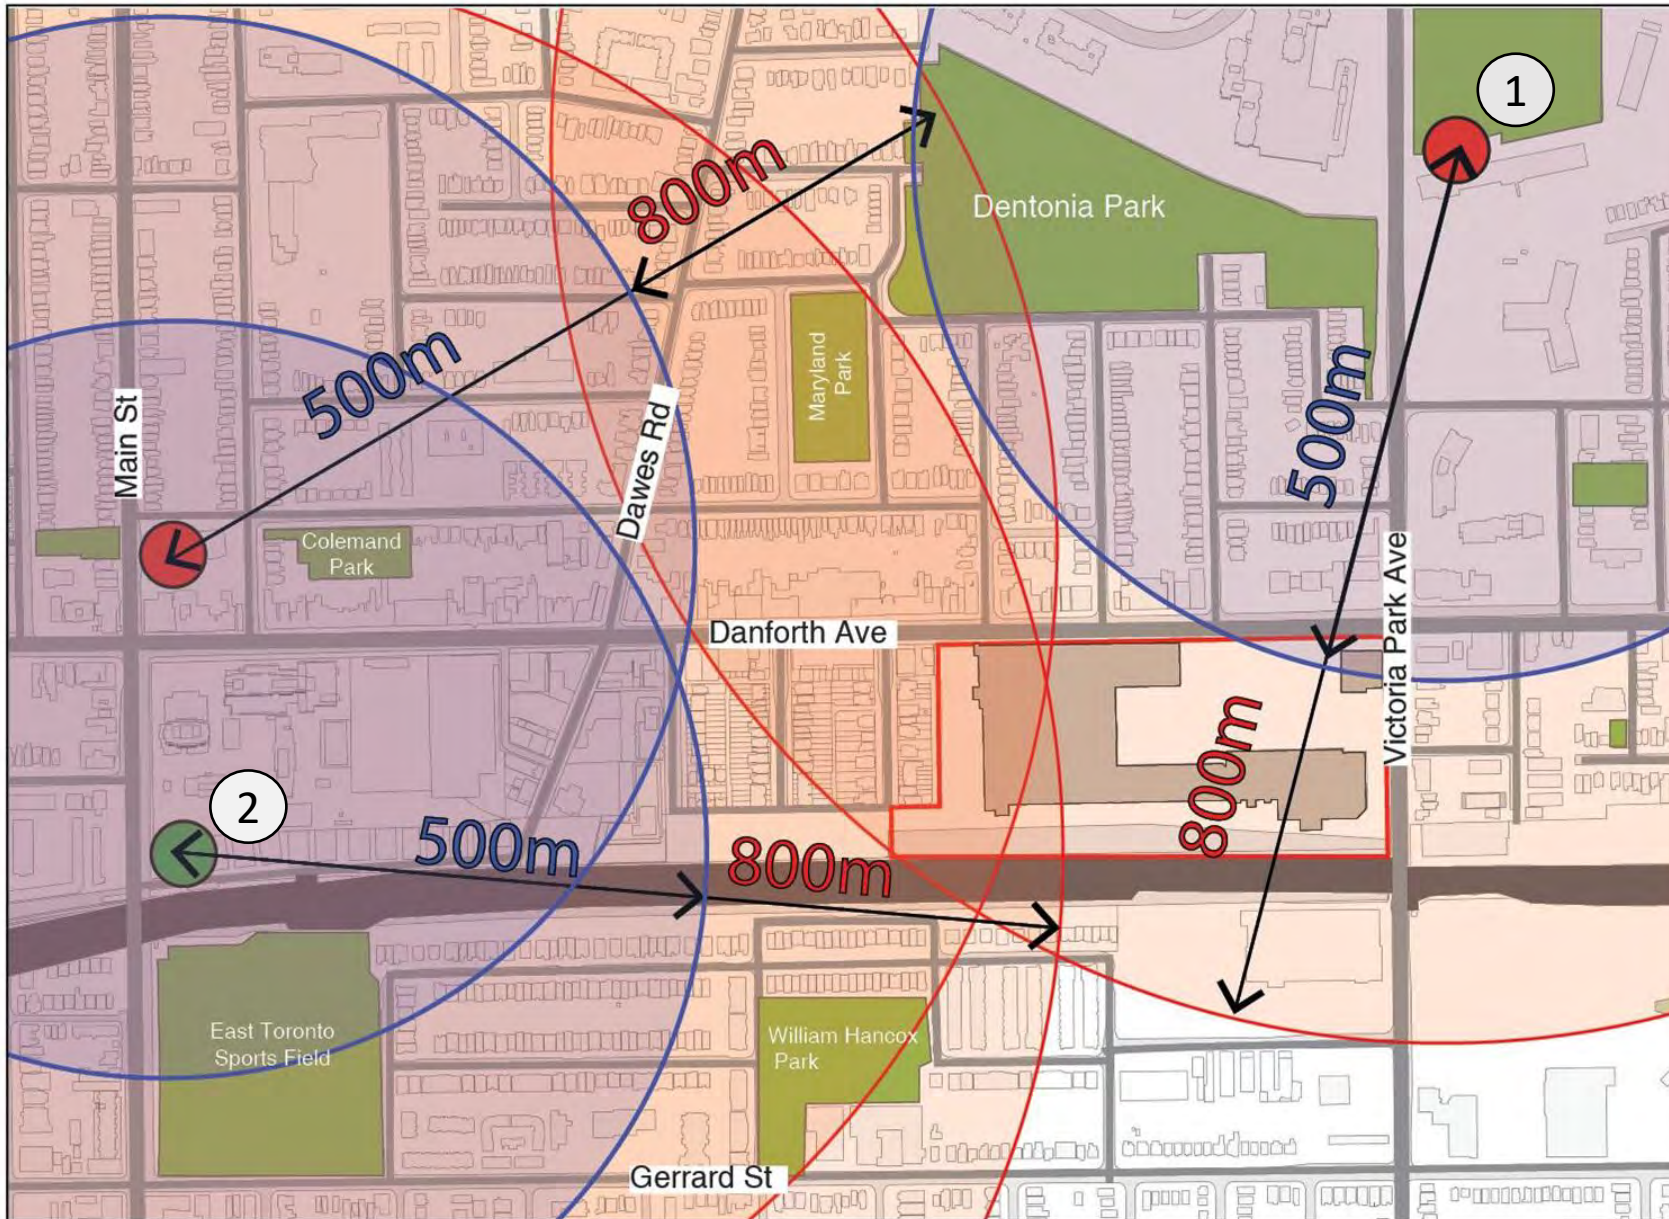 1
800m
Dentonia Park
500m
Maryland
Park
500m
Main St
Dawes Rd
Colemand
Park
Danforth Ave
Victoria Park Ave
800m
2
500m
800m
East Toronto
Sports Field
William Hancox
Park
Gerrard St